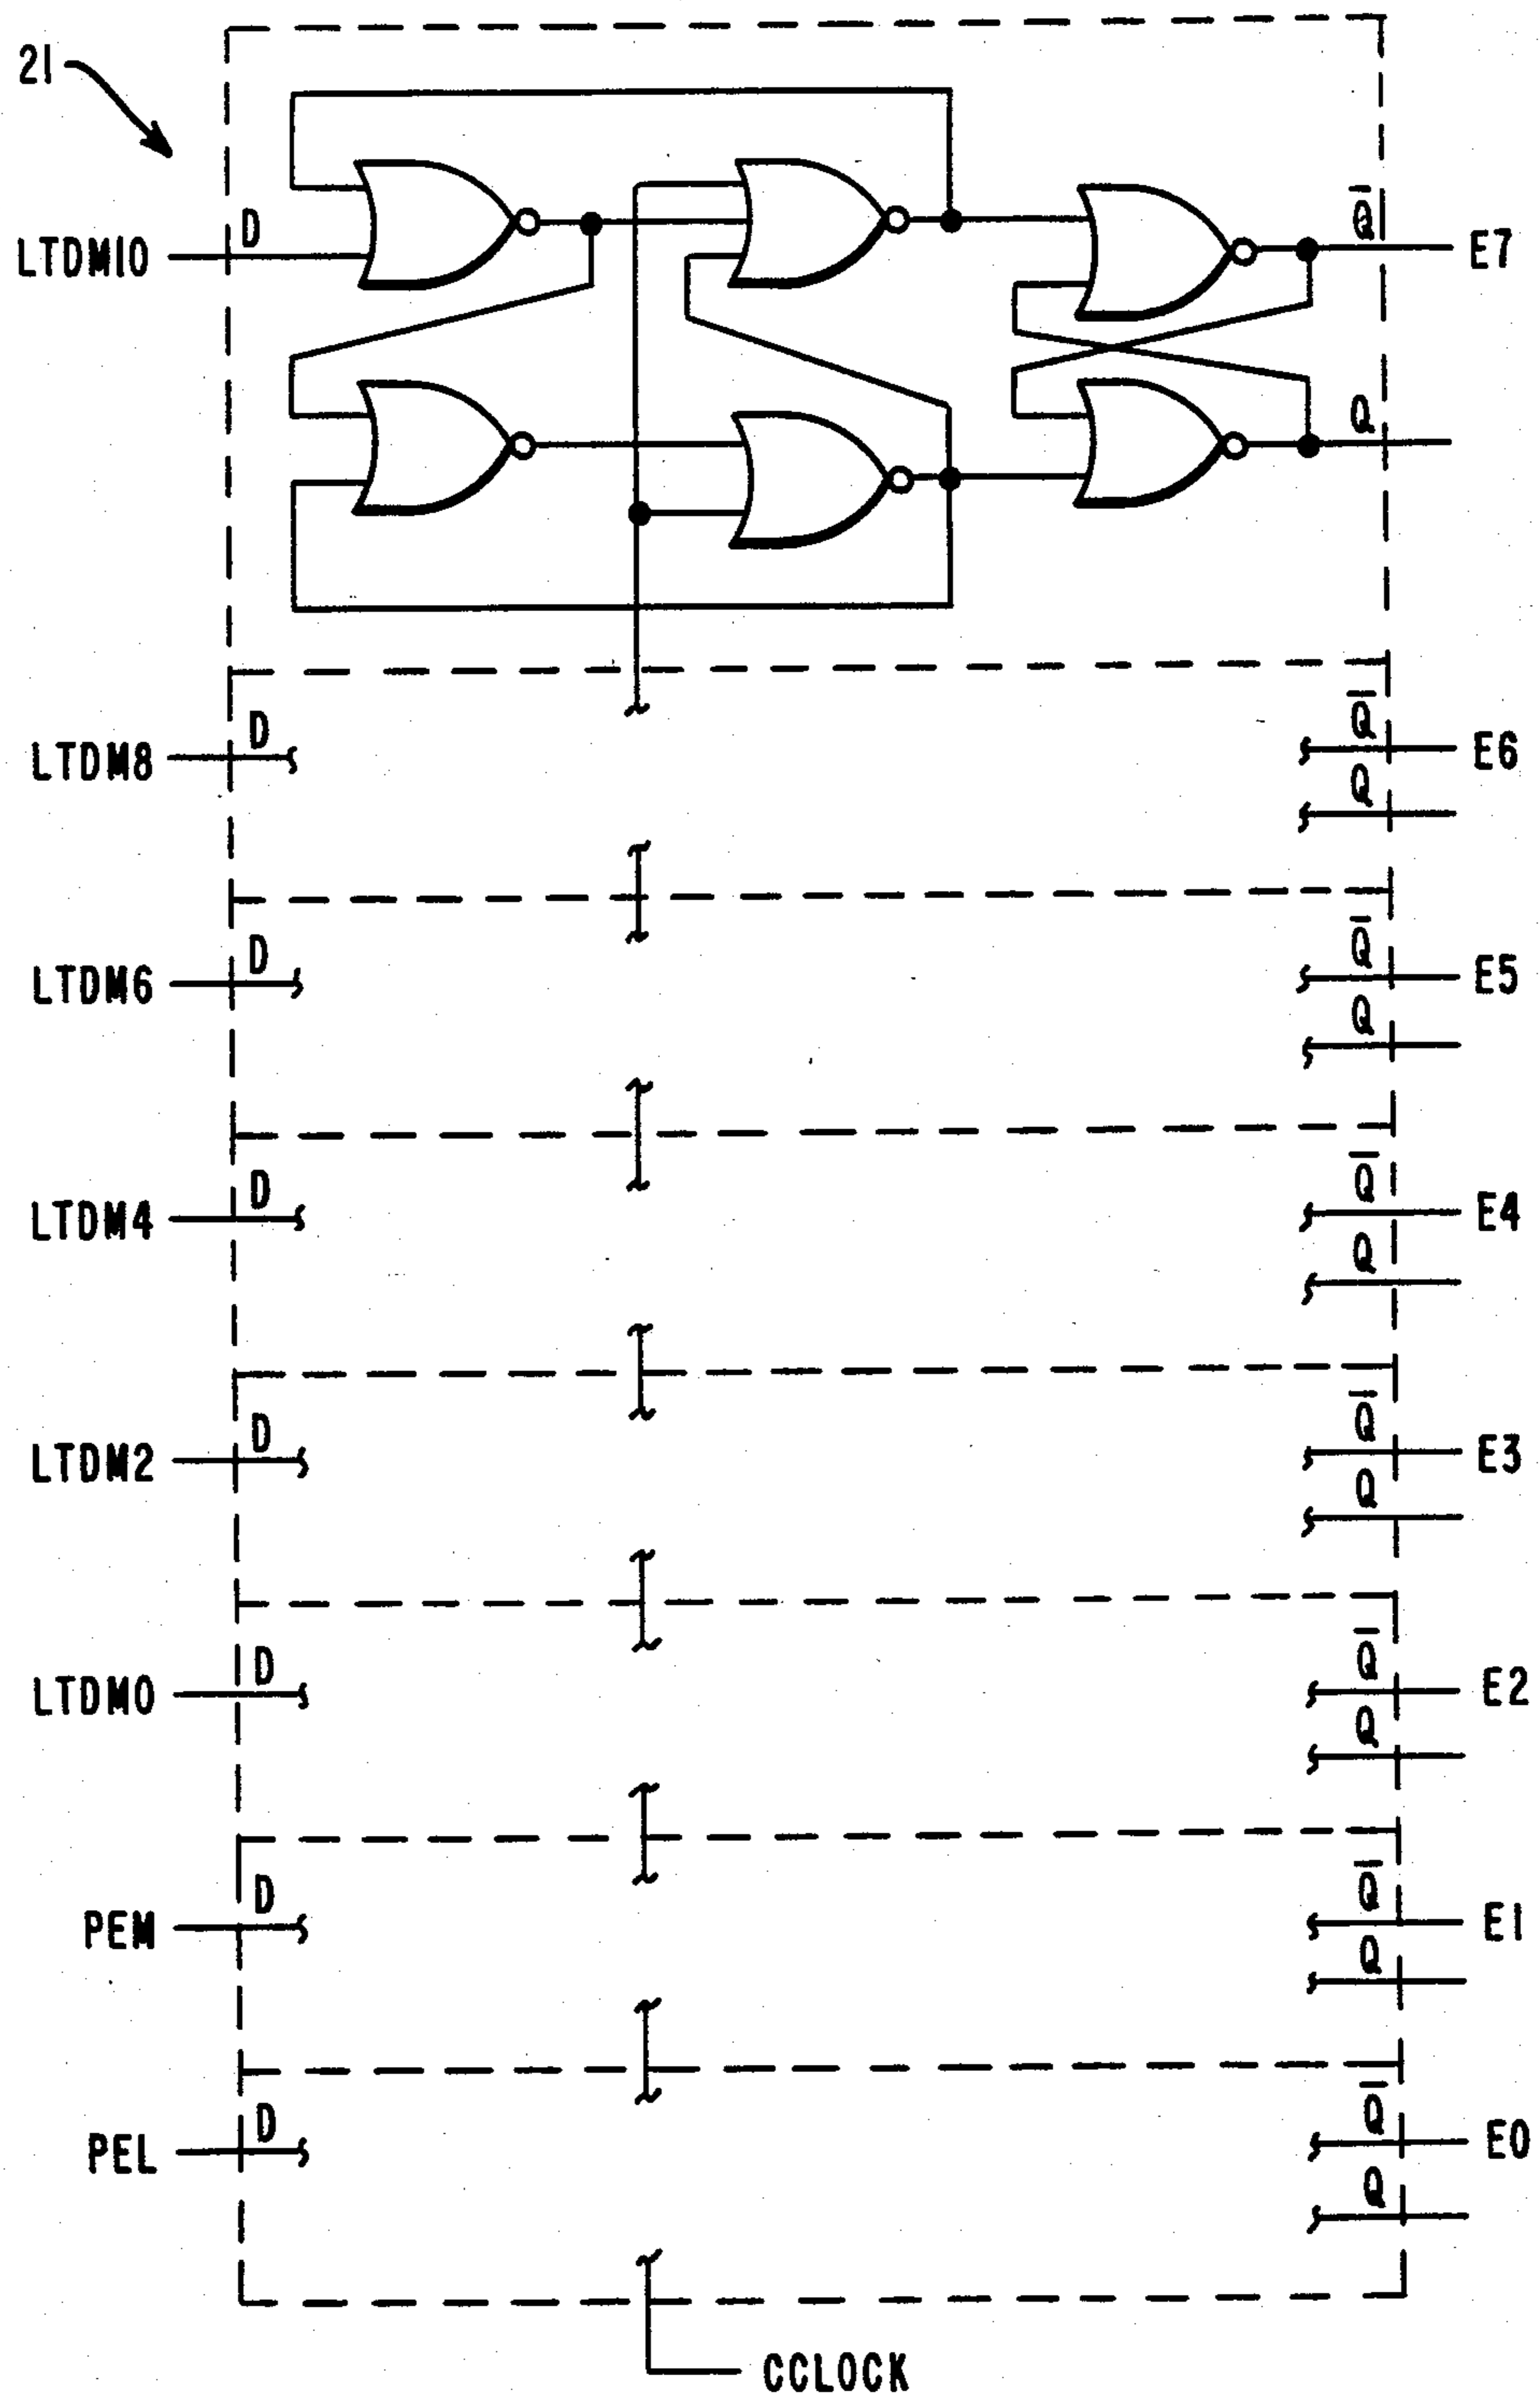 21
LTDM10 D Q̅ E7
Q
LTDM8 D Q̅ E6
Q
LTDM6 D Q̅ E5
Q
LTDM4 D Q̅ E4
Q
LTDM2 D Q̅ E3
Q
LTDM0 D Q̅ E2
Q
PEM D Q̅ E1
Q
PEL D Q̅ E0
Q
CCLOCK